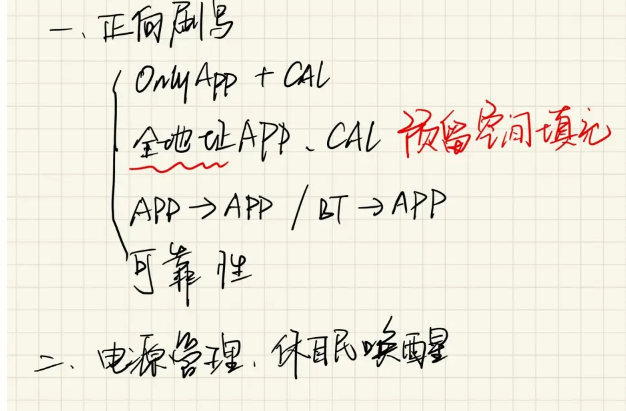 一、正向刷写
OnlyApp + CAL
全地址APP、CAL 预留空间填充
APP→APP / BT→APP
可靠性
二、电源管理,休眠唤醒